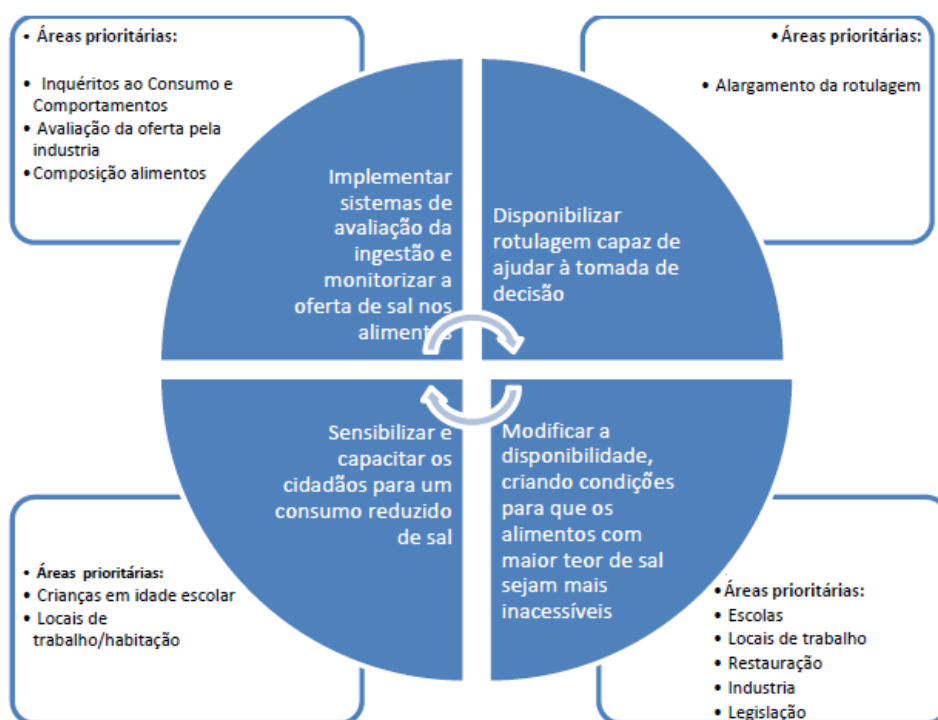 • Áreas prioritárias:
• Inquéritos ao Consumo e
Comportamentos
• Avaliação da oferta pela
industria
• Composição alimentos
• Áreas prioritárias:
• Alargamento da rotulagem
Implementar
sistemas de
avaliação da
ingestão e
monitorizar a
oferta de sal nos
alimentos
Disponibilizar
rotulagem capaz de
ajudar à tomada de
decisão
Sensibilizar e
capacitar os
cidadãos para um
consumo reduzido
de sal
Modificar a
disponibilidade,
criando condições
para que os
alimentos com
maior teor de sal
sejam mais
inacessíveis
• Áreas prioritárias:
• Crianças em idade escolar
• Locais de
trabalho/habitação
• Áreas prioritárias:
• Escolas
• Locais de trabalho
• Restauração
• Industria
• Legislação